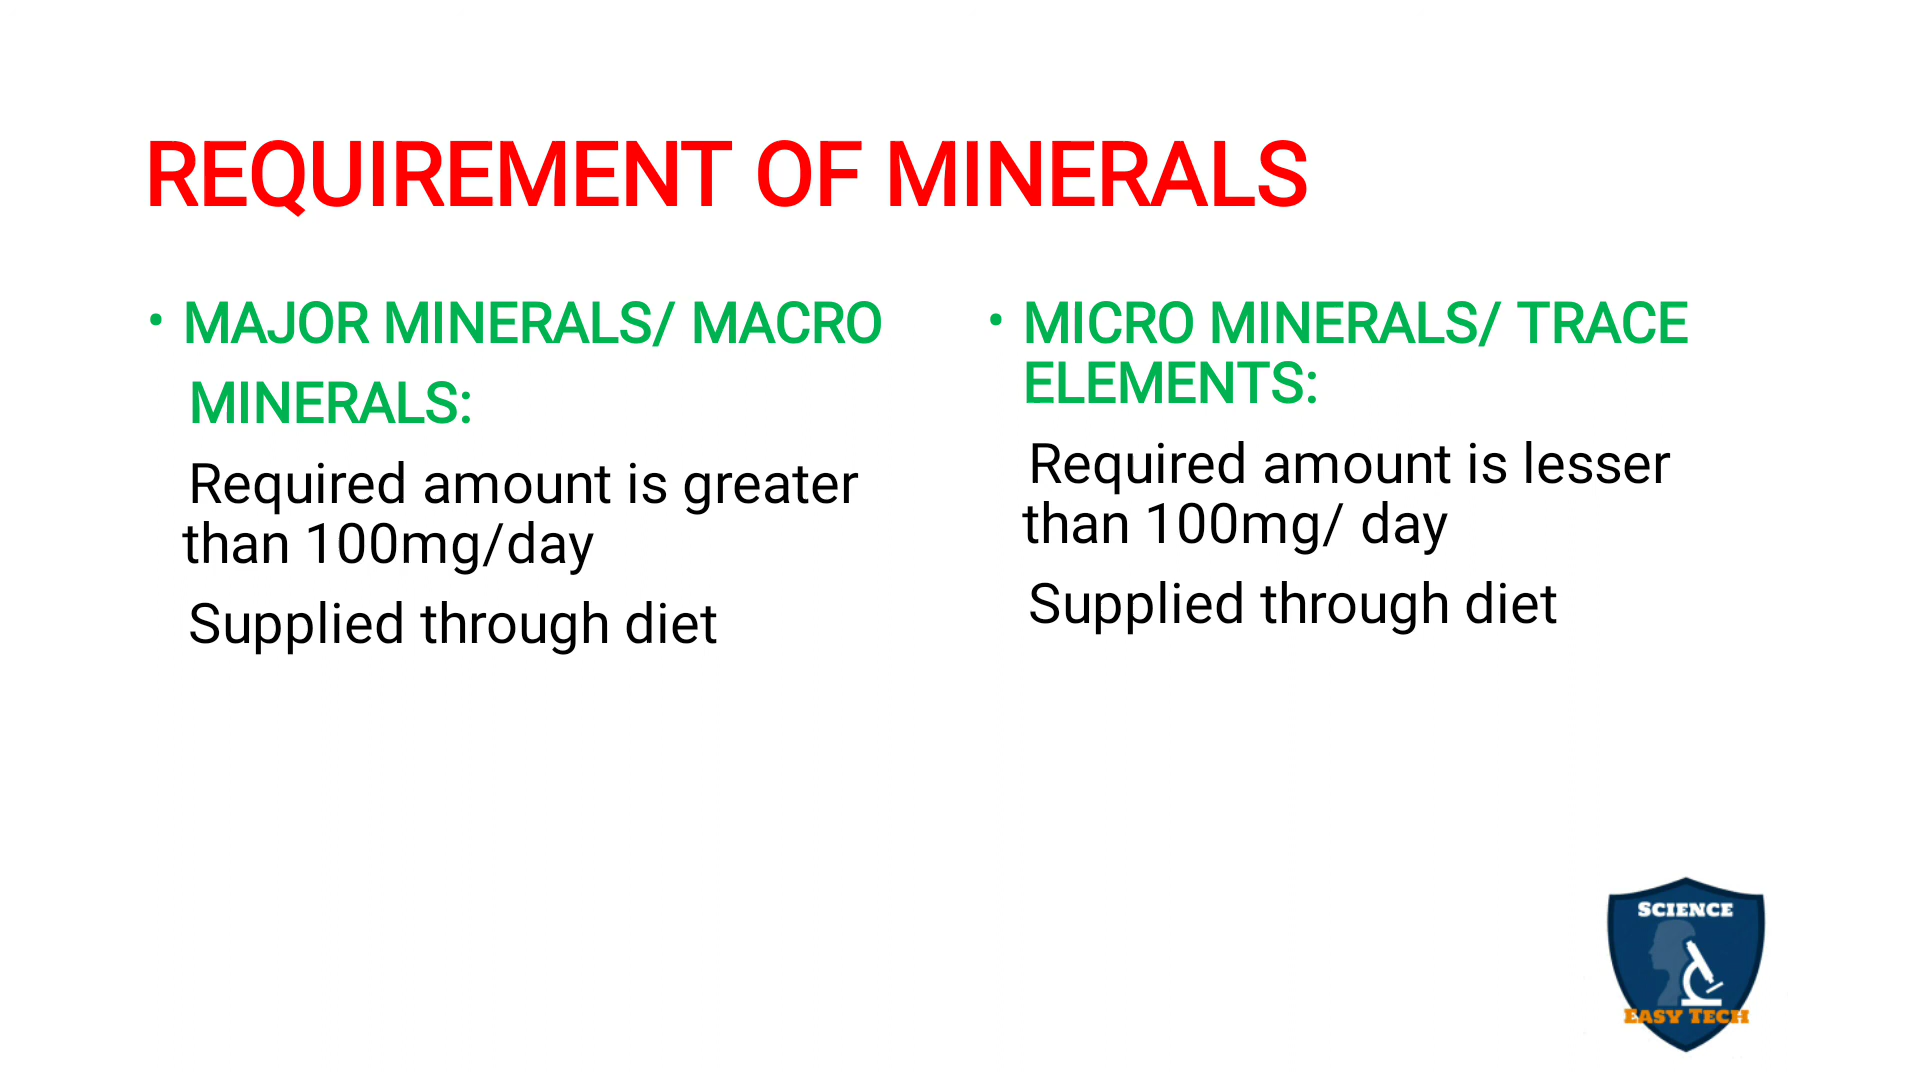 REQUIREMENT OF MINERALS
• MAJOR MINERALS/ MACRO
MINERALS:
Required amount is greater
than 100mg/day
Supplied through diet
• MICRO MINERALS/ TRACE
ELEMENTS:
Required amount is lesser
than 100mg/ day
Supplied through diet
SCIENCE
EASY TECH